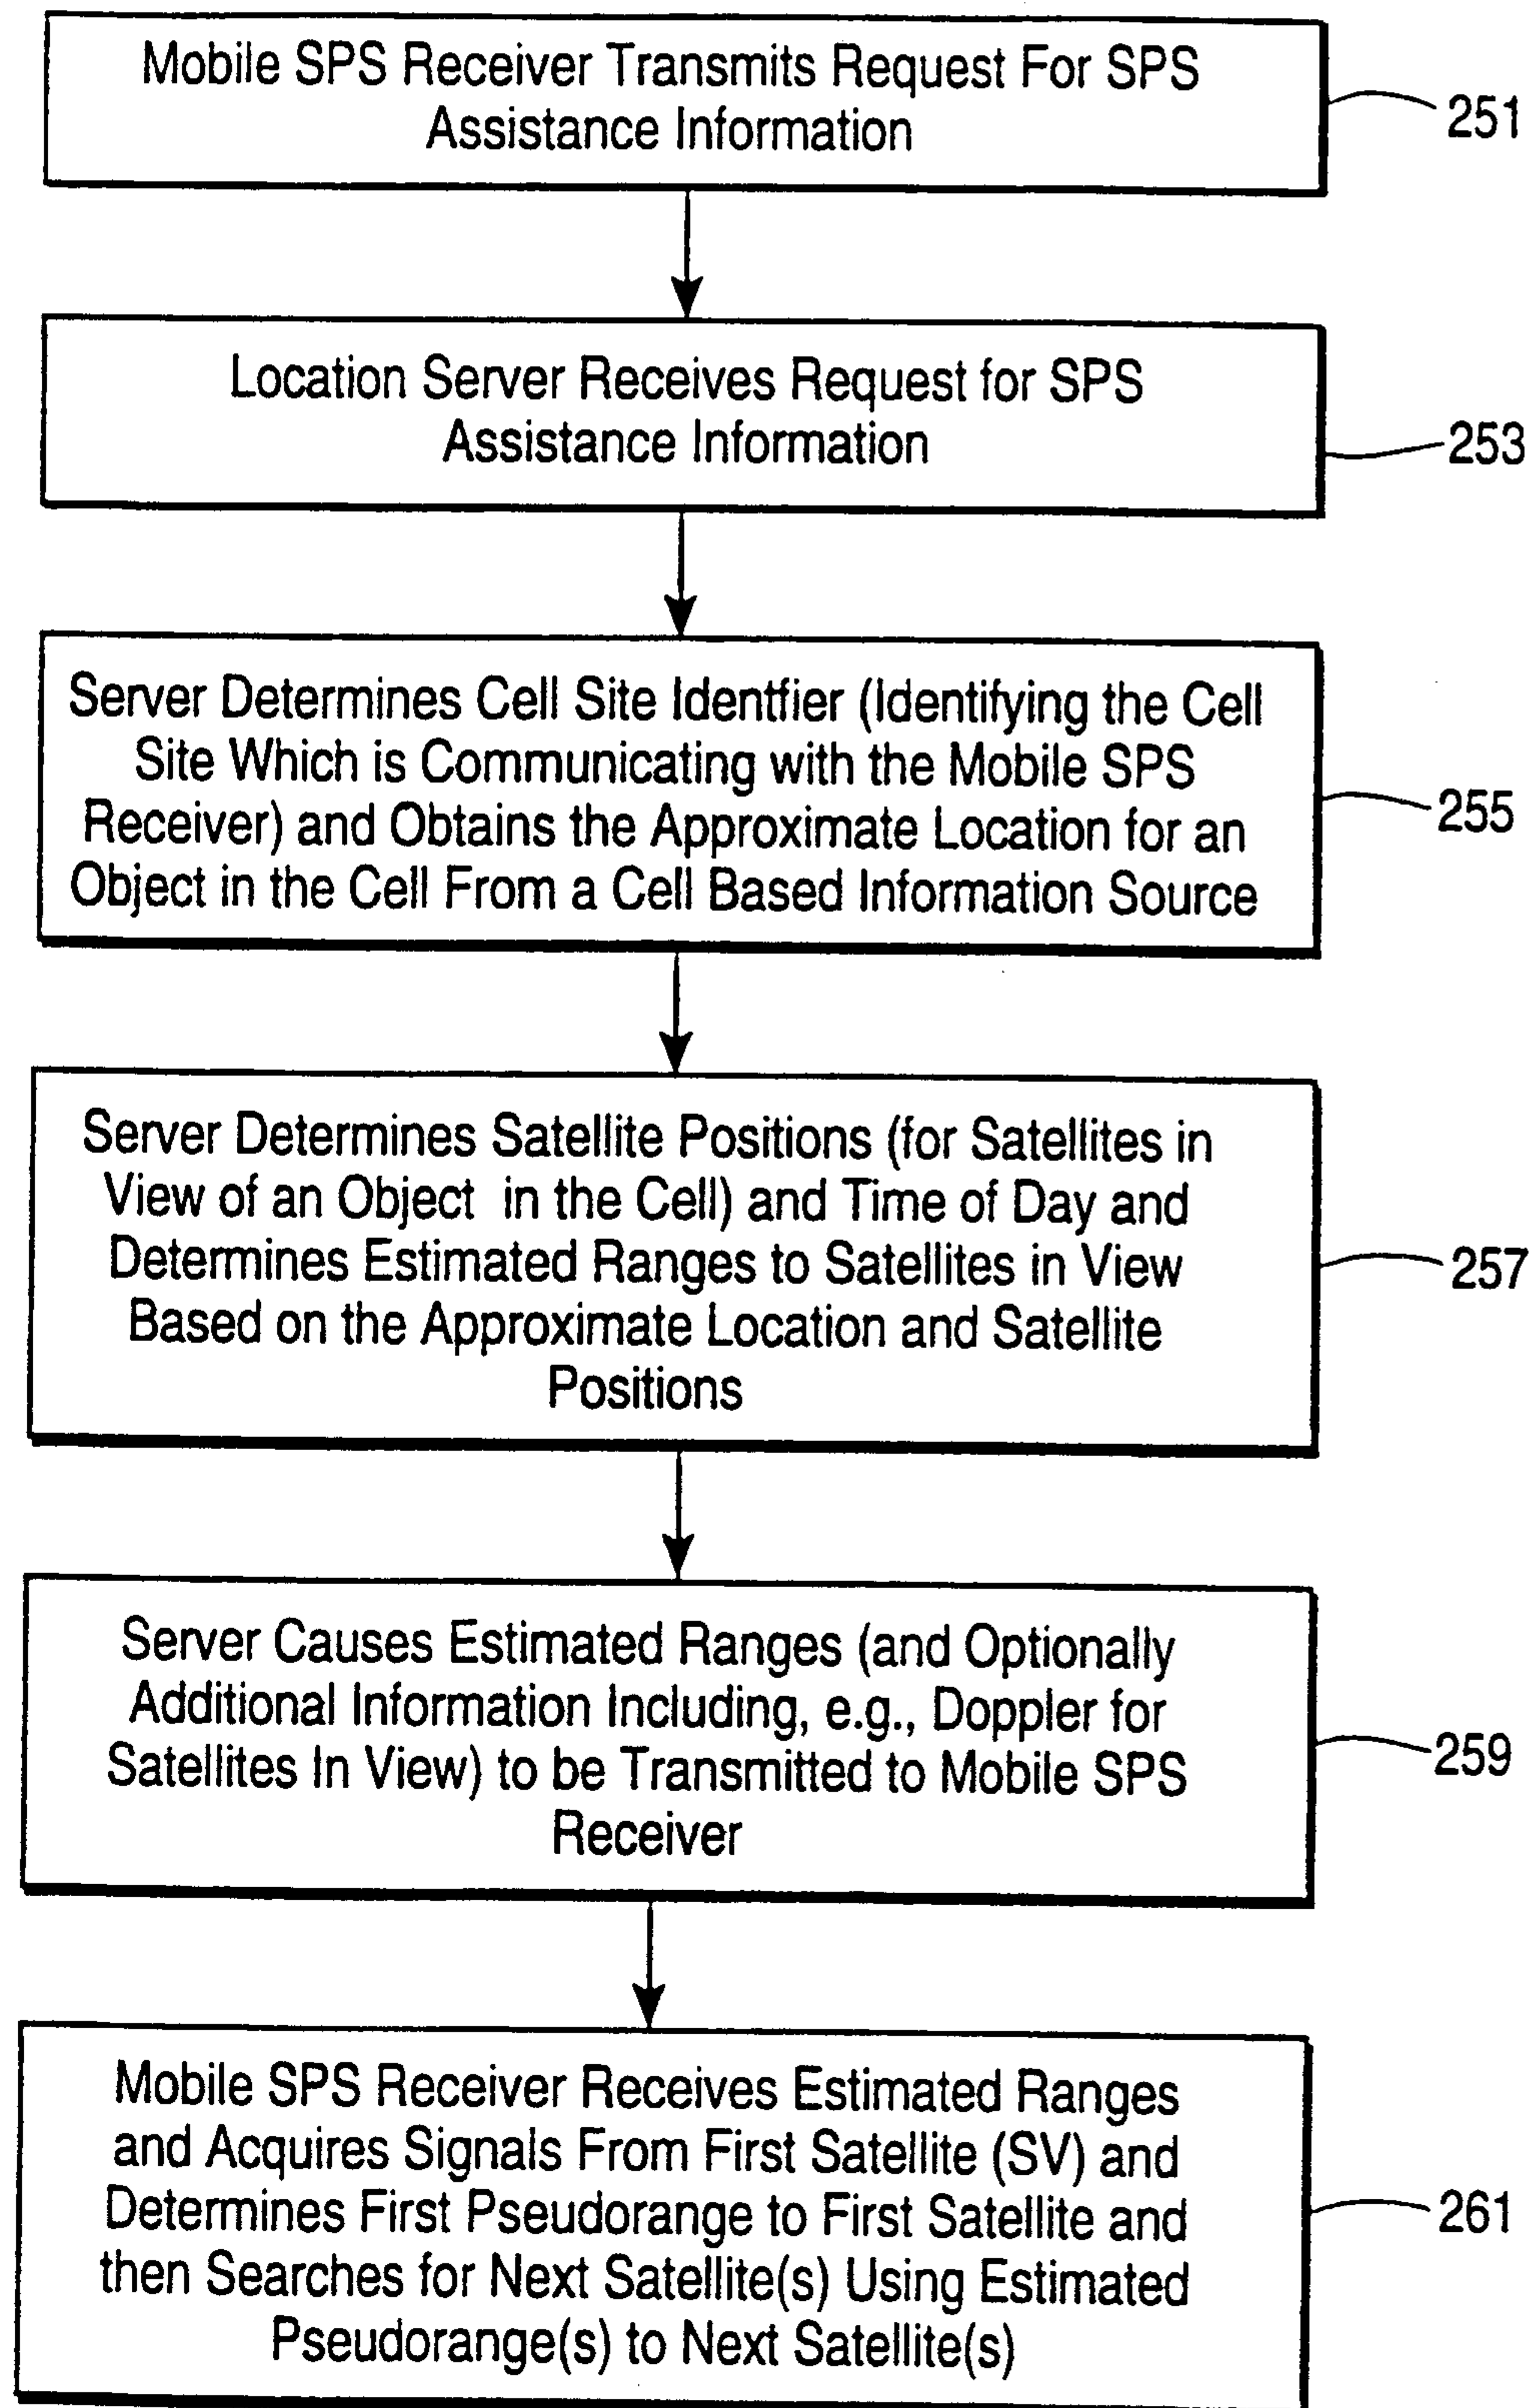 Mobile SPS Receiver Transmits Request For SPS
Assistance Information
251
Location Server Receives Request for SPS
Assistance Information
253
Server Determines Cell Site Identfier (Identifying the Cell
Site Which is Communicating with the Mobile SPS
Receiver) and Obtains the Approximate Location for an
Object in the Cell From a Cell Based Information Source
255
Server Determines Satellite Positions (for Satellites in
View of an Object in the Cell) and Time of Day and
Determines Estimated Ranges to Satellites in View
Based on the Approximate Location and Satellite
Positions
257
Server Causes Estimated Ranges (and Optionally
Additional Information Including, e.g., Doppler for
Satellites In View) to be Transmitted to Mobile SPS
Receiver
259
Mobile SPS Receiver Receives Estimated Ranges
and Acquires Signals From First Satellite (SV) and
Determines First Pseudorange to First Satellite and
then Searches for Next Satellite(s) Using Estimated
Pseudorange(s) to Next Satellite(s)
261